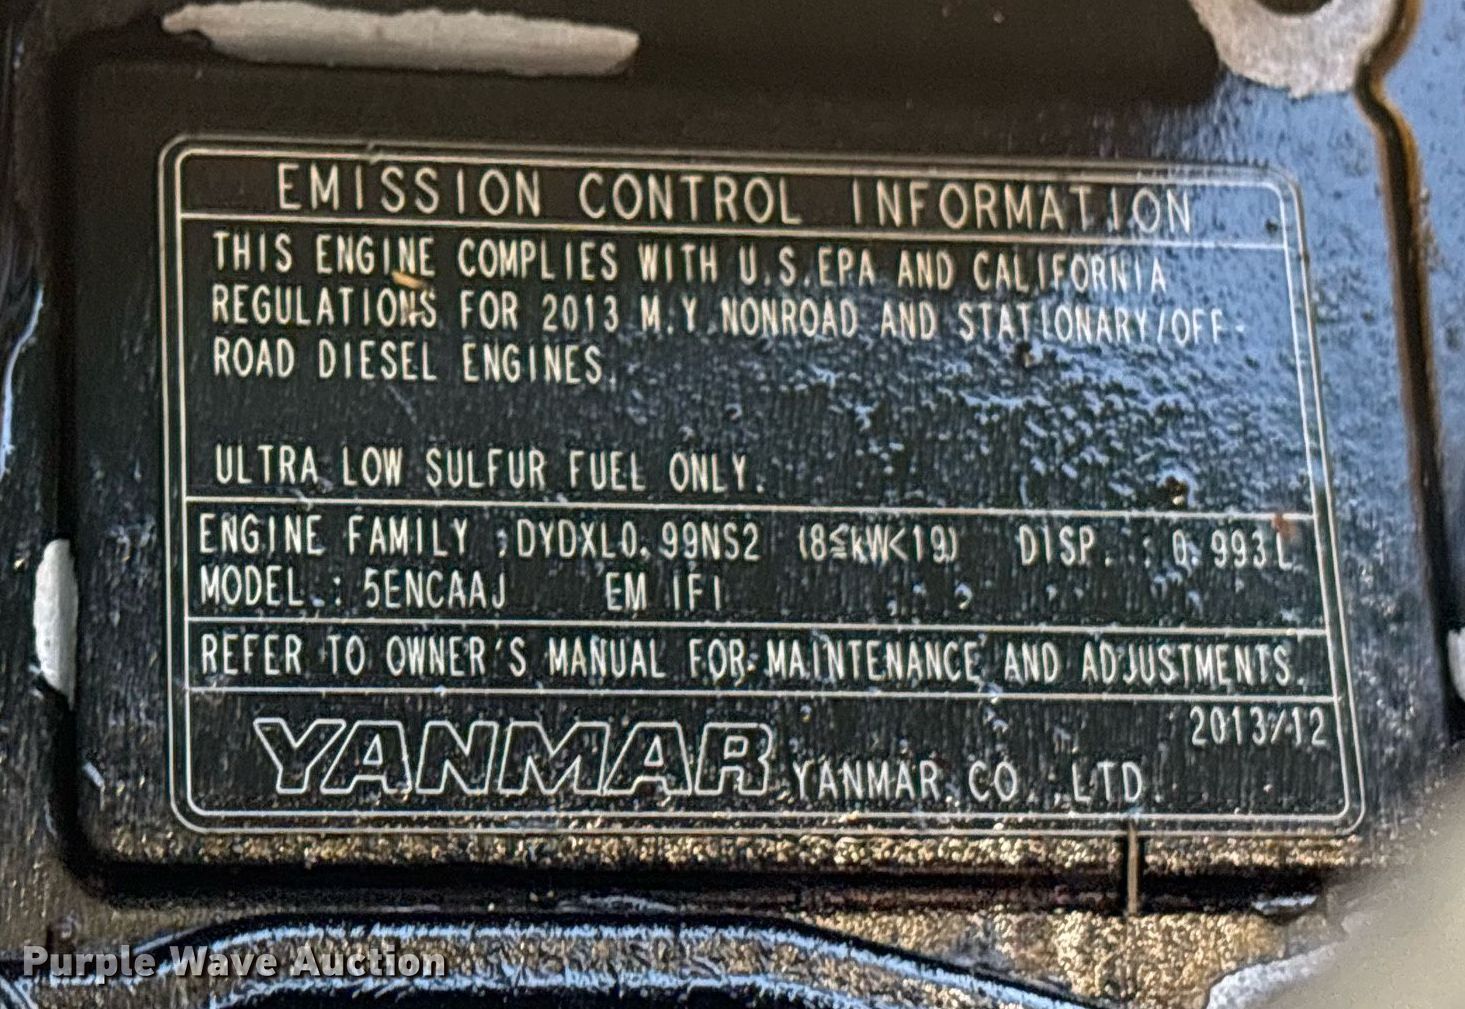 EMISSION CONTROL INFORMATION
THIS ENGINE COMPLIES WITH U.S.EPA AND CALIFORNIA
REGULATIONS FOR 2013 M.Y.NONROAD AND STATIONARY/OFF-
ROAD DIESEL ENGINES.
ULTRA LOW SULFUR FUEL ONLY.
ENGINE FAMILY :DYDXL0.99NS2 (8≦kW<19) DISP. : 0.993L
MODEL : 5ENCAAJ EM IFI
REFER TO OWNER'S MANUAL FOR MAINTENANCE AND ADJUSTMENTS.
2013/12
YANMAR YANMAR CO.,LTD.
Purple Wave Auction